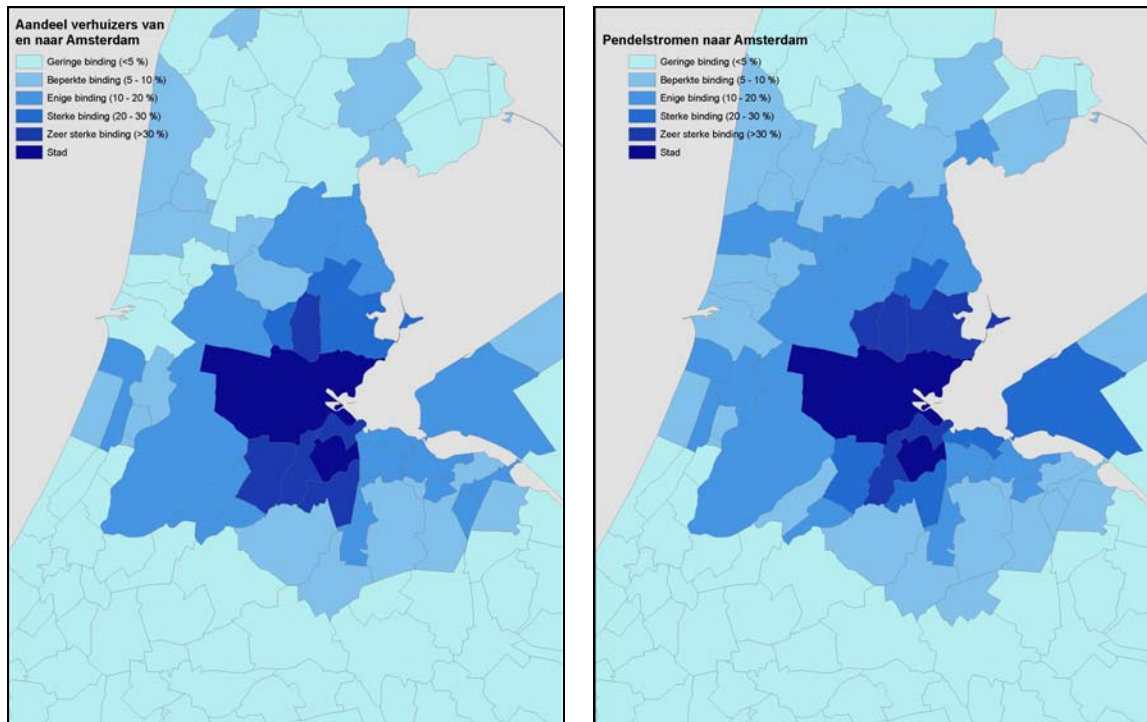 Aandeel verhuizers van
en naar Amsterdam
Geringe binding (<5 %)
Beperkte binding (5 - 10 %)
Enige binding (10 - 20 %)
Sterke binding (20 - 30 %)
Zeer sterke binding (>30 %)
Stad
Pendelstromen naar Amsterdam
Geringe binding (<5 %)
Beperkte binding (5 - 10 %)
Enige binding (10 - 20 %)
Sterke binding (20 - 30 %)
Zeer sterke binding (>30 %)
Stad